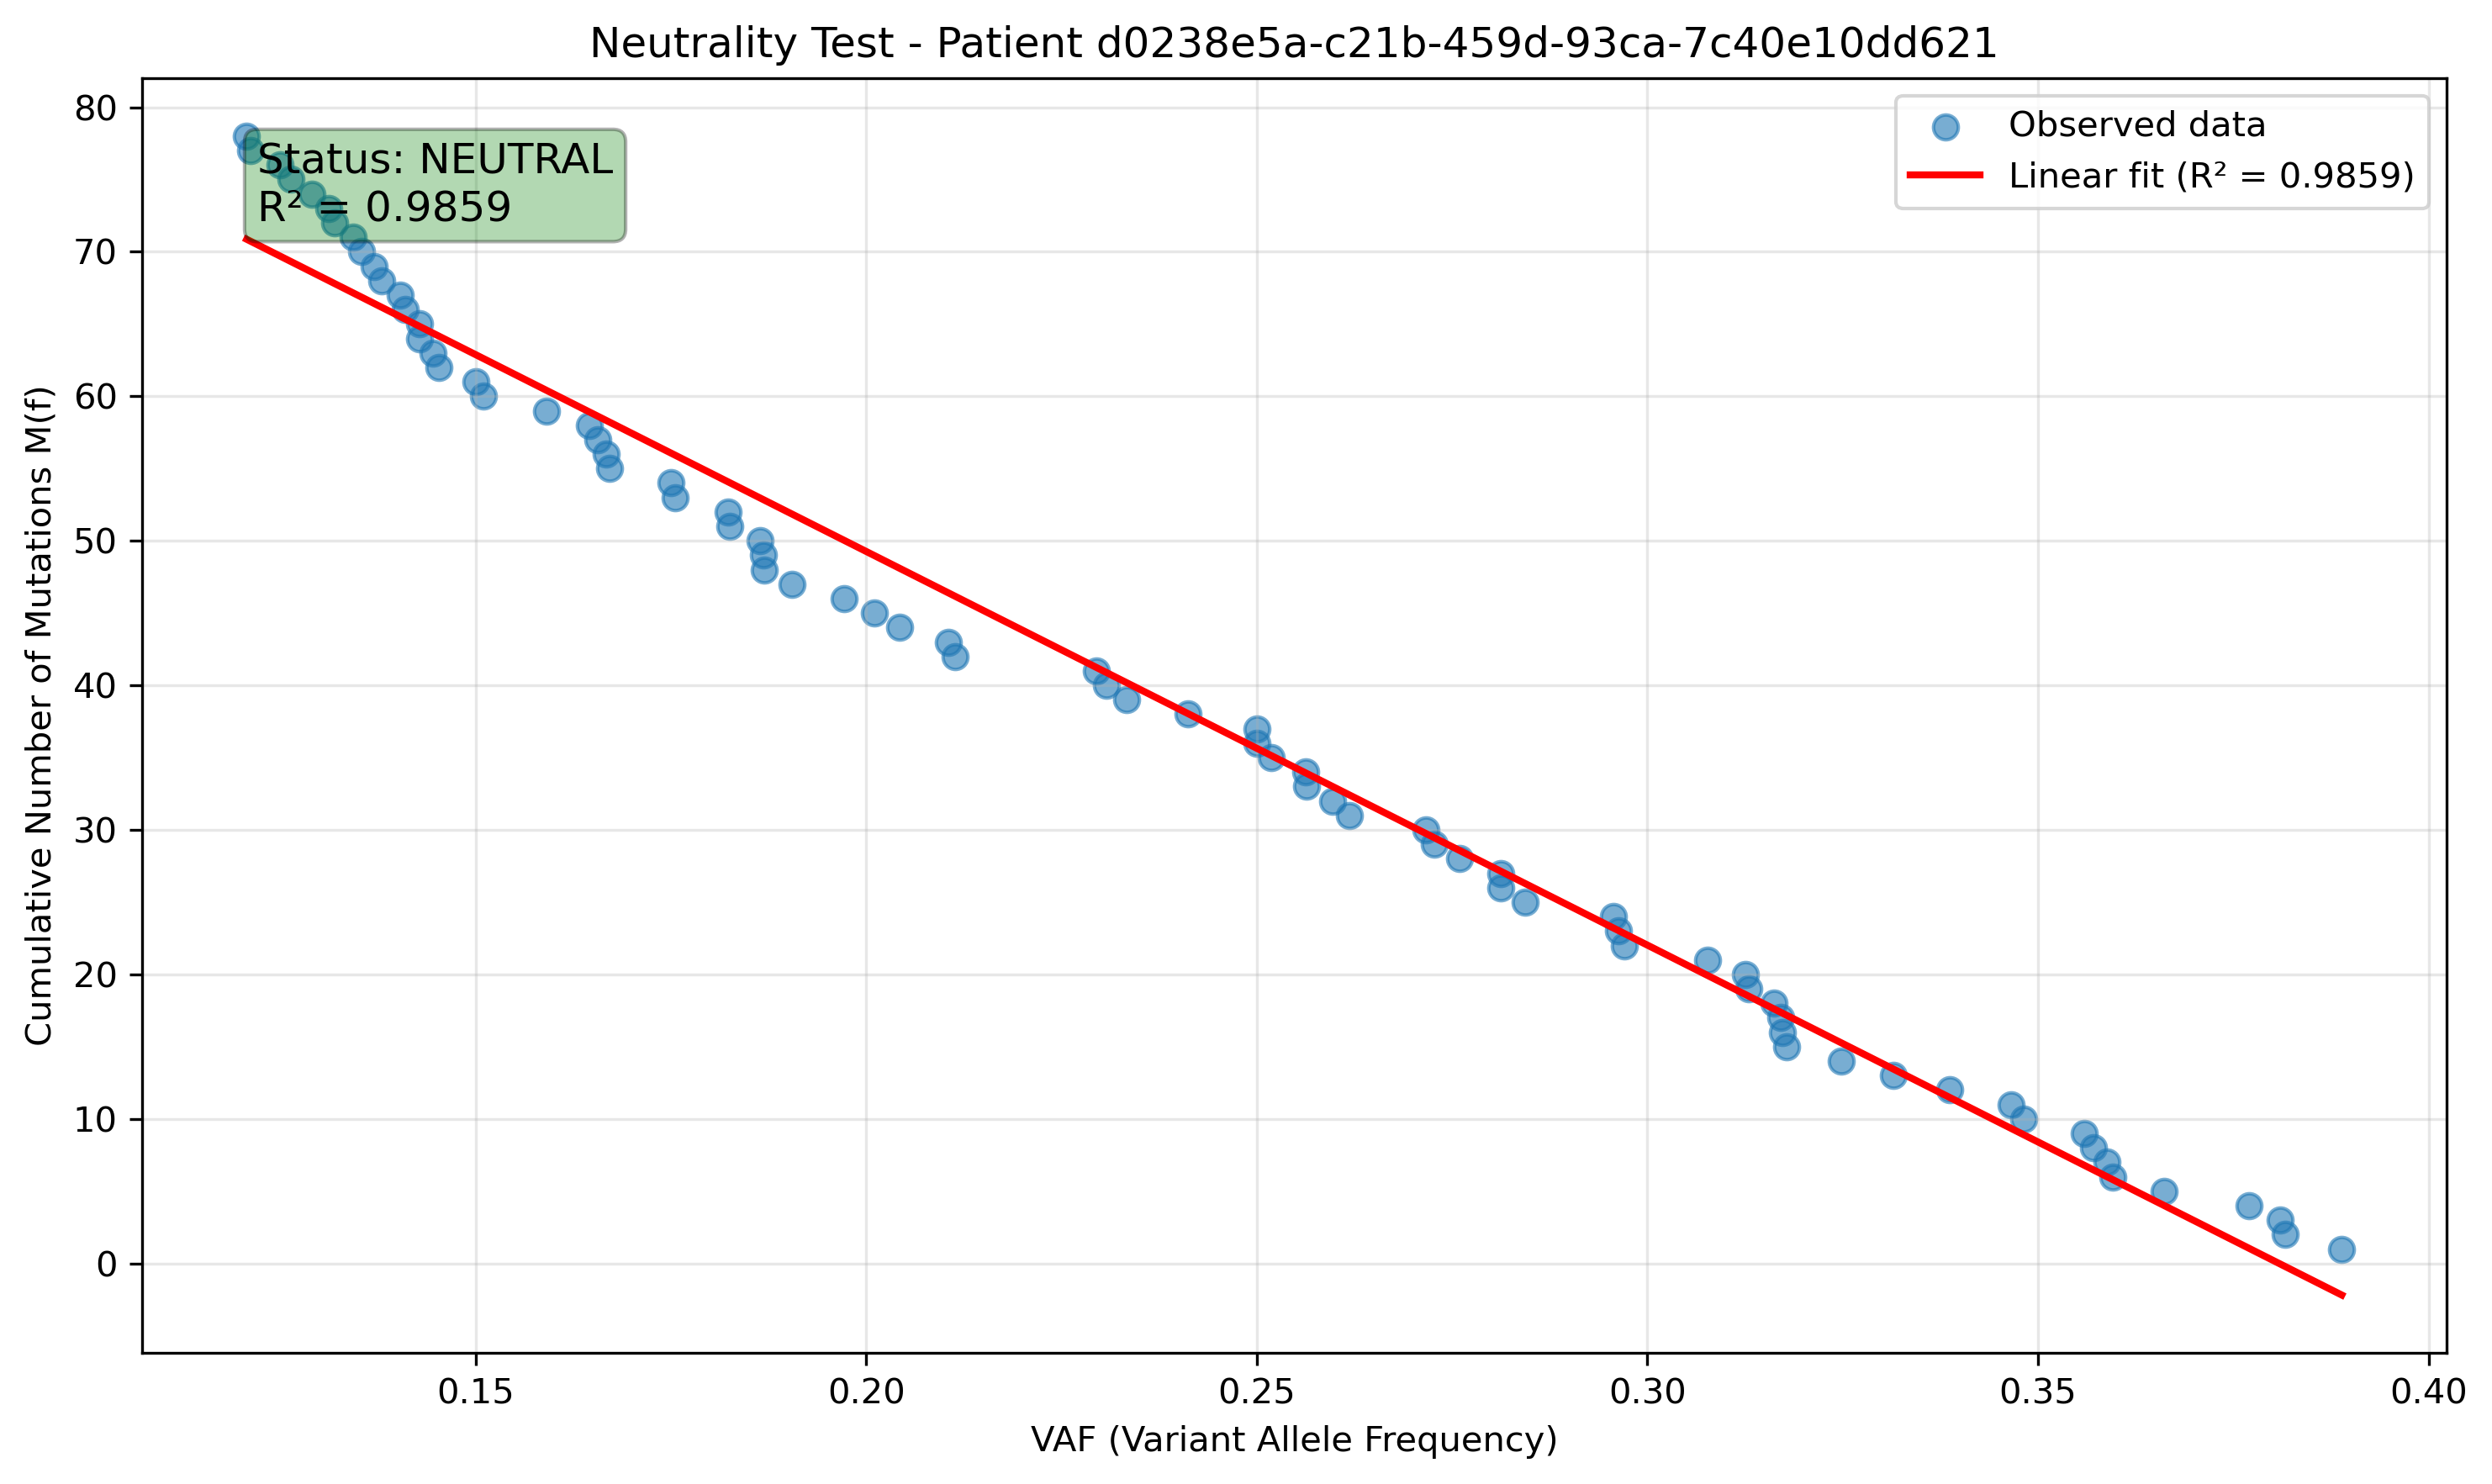 Neutrality Test - Patient d0238e5a-c21b-459d-93ca-7c40e10dd621
Observed data
Linear fit (R² = 0.9859)
Status: NEUTRAL
R² = 0.9859
Cumulative Number of Mutations M(f)
80
70
60
50
40
30
20
10
0
0.15
0.20
0.25
0.30
0.35
0.40
VAF (Variant Allele Frequency)